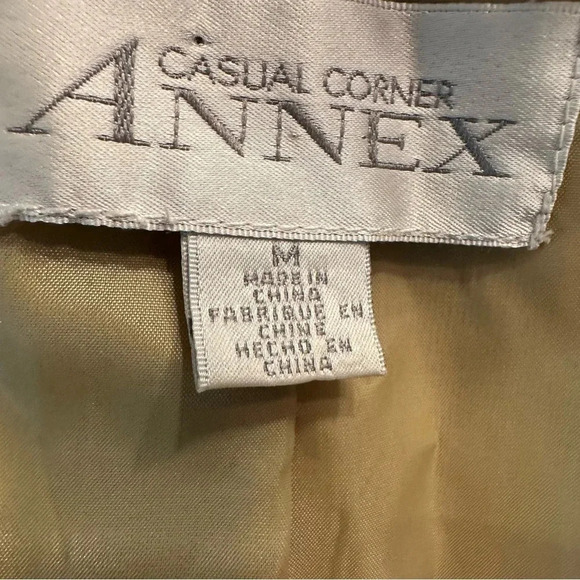 CASUAL CORNER
ANNEX
M
MADE IN
CHINA
FABRIQUE EN
CHINE
HECHO EN
CHINA